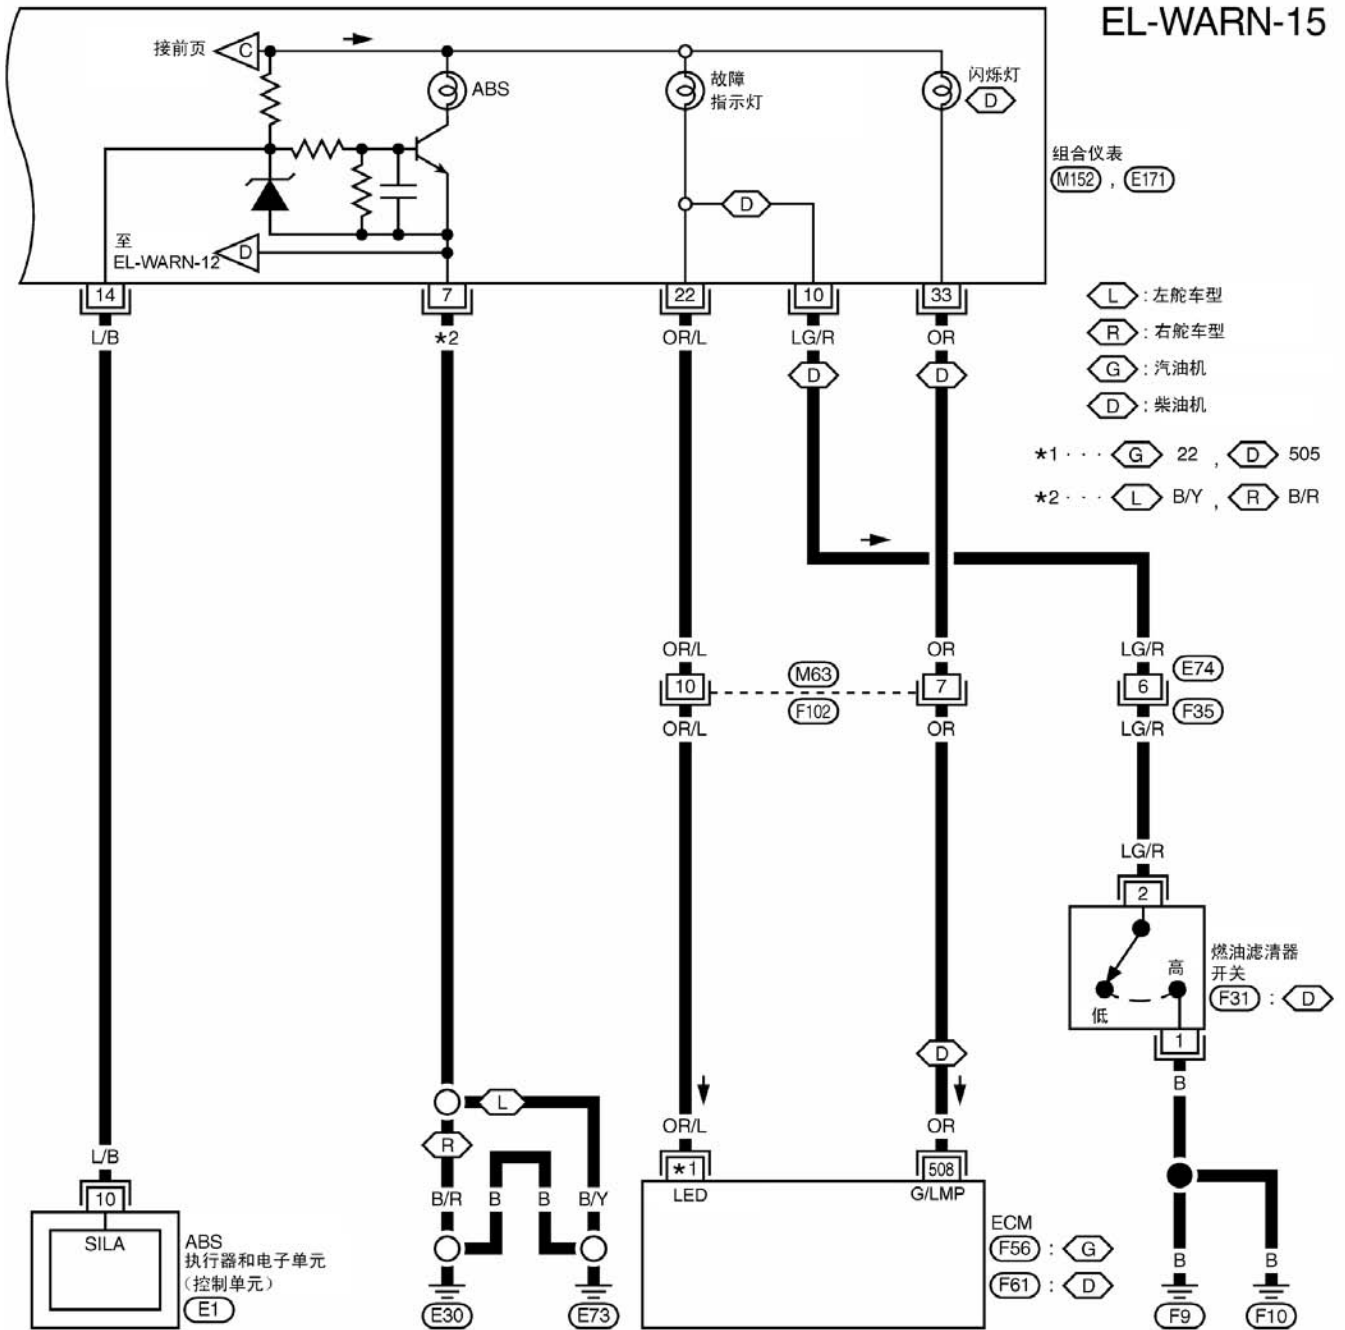 EL-WARN-15
接前页 C
ABS
故障
指示灯
闪烁灯
D
组合仪表
M152 , E171
D
至
EL-WARN-12 D
14 7 22 10 33
L/B ★2 OR/L LG/R OR
D D
L : 左舵车型
R : 右舵车型
G : 汽油机
D : 柴油机
★1 · · · G 22 , D 505
★2 · · · L B/Y , R B/R
OR/L OR LG/R
10 M63 7 6 E74
F102 F35
OR/L OR LG/R
LG/R
2
燃油滤清器
开关
F31 : D
高
低
1
D
B
L
R
OR/L OR
L/B
★1 508
10
LED G/LMP
B/R B B B/Y
SILA
ABS
执行器和电子单元
（控制单元）
E1
ECM
F56 : G
F61 : D
B B
E30 E73 F9 F10